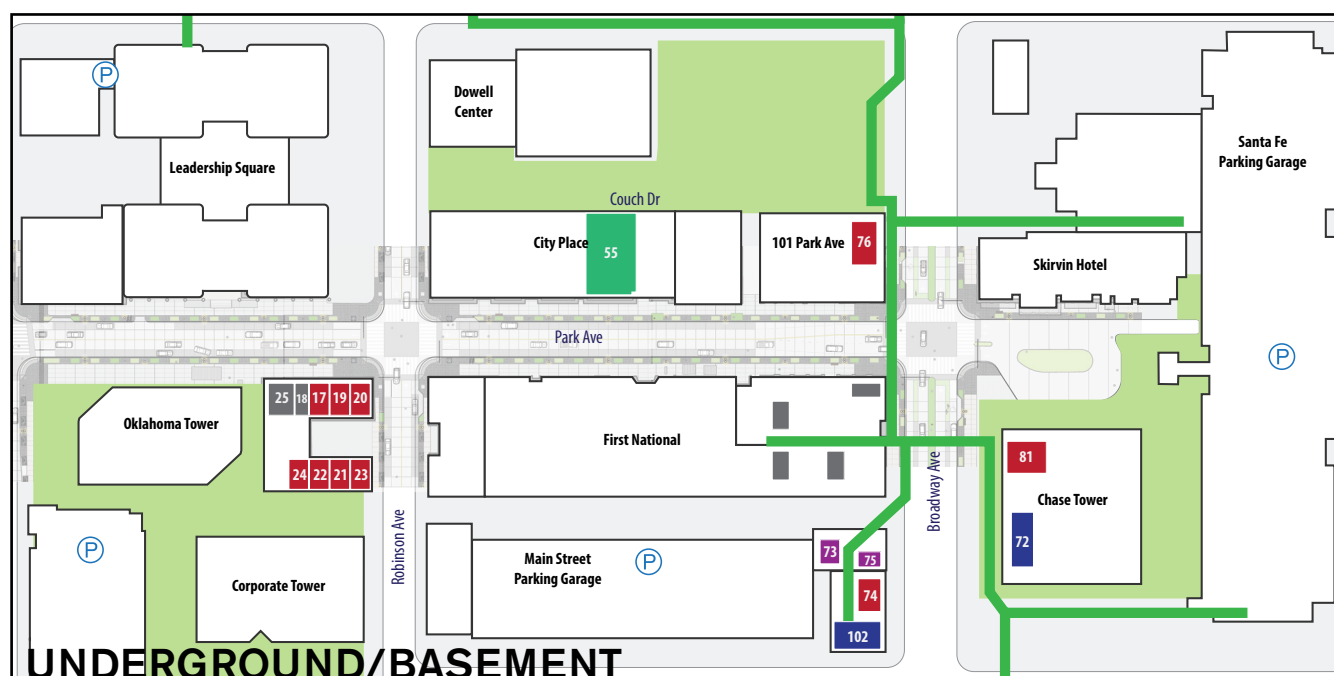 P
Dowell
Center
Santa Fe
Parking Garage
Leadership Square
Couch Dr
City Place
55
101 Park Ave
76
Skirvin Hotel
Park Ave
P
25
18
17
19
20
Oklahoma Tower
First National
24
22
21
23
81
Chase Tower
Robinson Ave
Broadway Ave
72
P
Main Street
Parking Garage
P
73
75
Corporate Tower
74
102
UNDERGROUND/BASEMENT